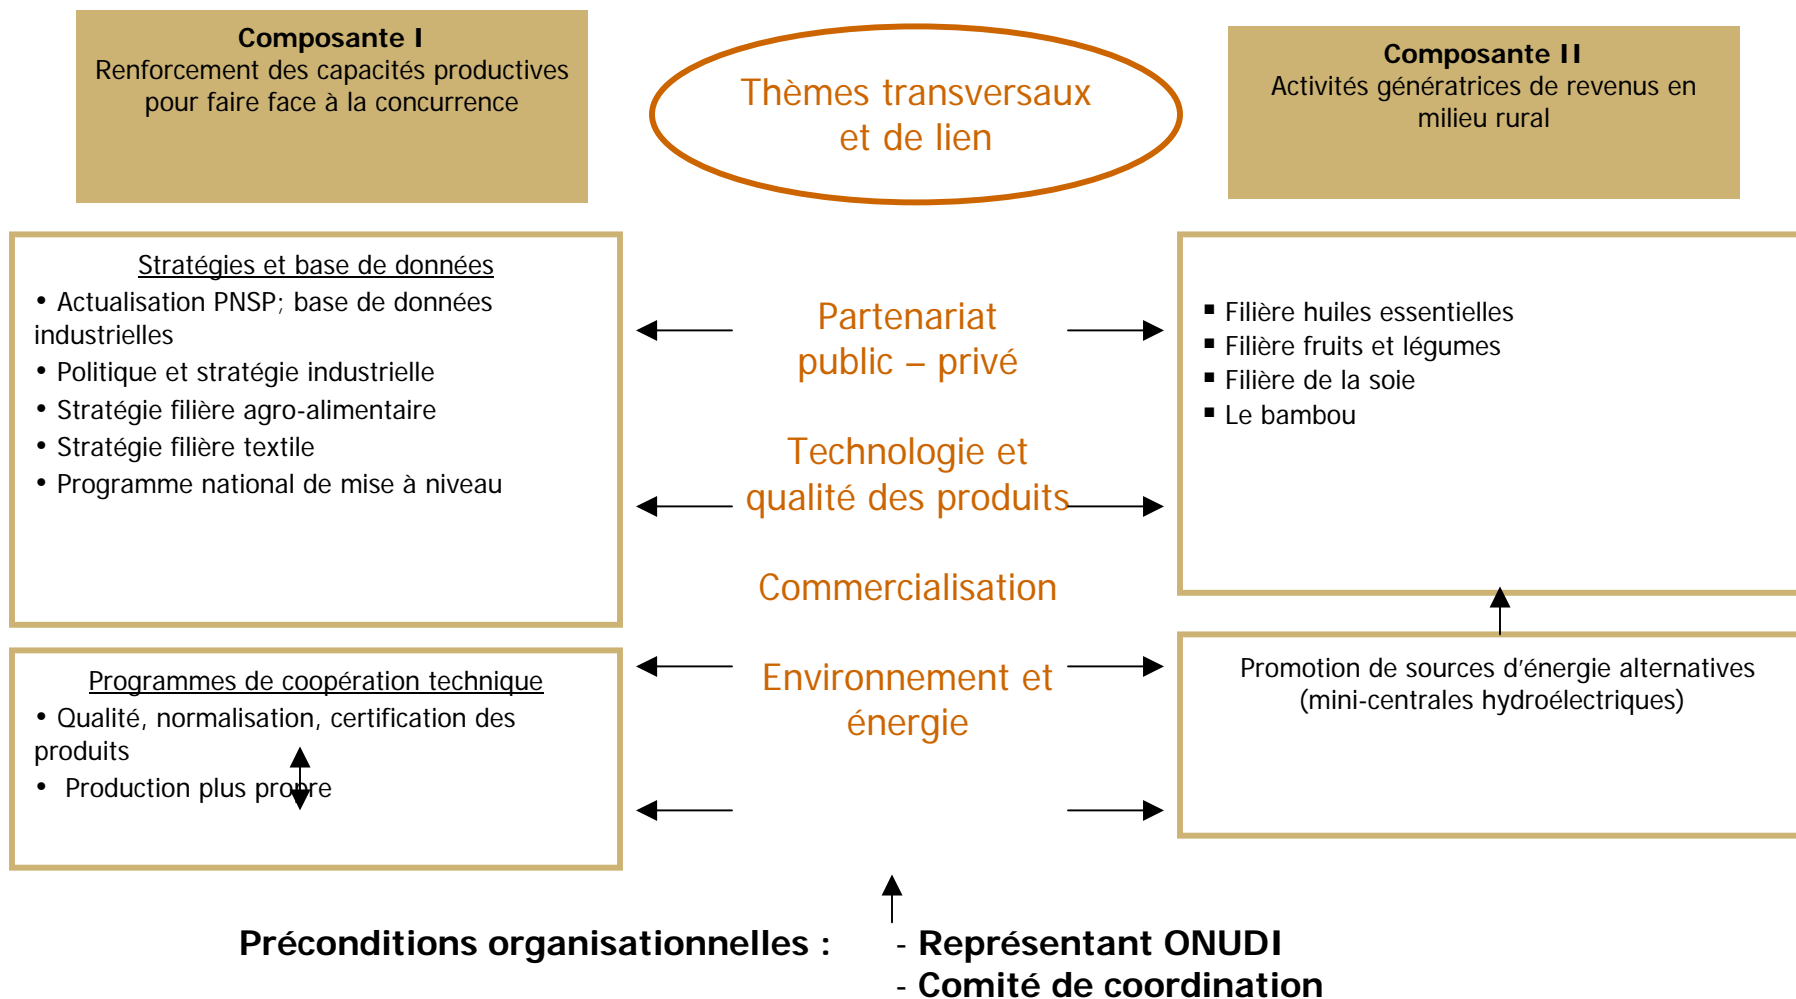 Composante I
Renforcement des capacités productives
pour faire face à la concurrence
Thèmes transversaux
et de lien
Composante II
Activités génératrices de revenus en
milieu rural
Stratégies et base de données
• Actualisation PNSP; base de données
industrielles
• Politique et stratégie industrielle
• Stratégie filière agro-alimentaire
• Stratégie filière textile
• Programme national de mise à niveau
Programmes de coopération technique
• Qualité, normalisation, certification des
produits
• Production plus propre
Partenariat
public – privé
Technologie et
qualité des produits
Commercialisation
Environnement et
énergie
▪ Filière huiles essentielles
▪ Filière fruits et légumes
▪ Filière de la soie
▪ Le bambou
Promotion de sources d'énergie alternatives
(mini-centrales hydroélectriques)
Préconditions organisationnelles : - Représentant ONUDI
- Comité de coordination